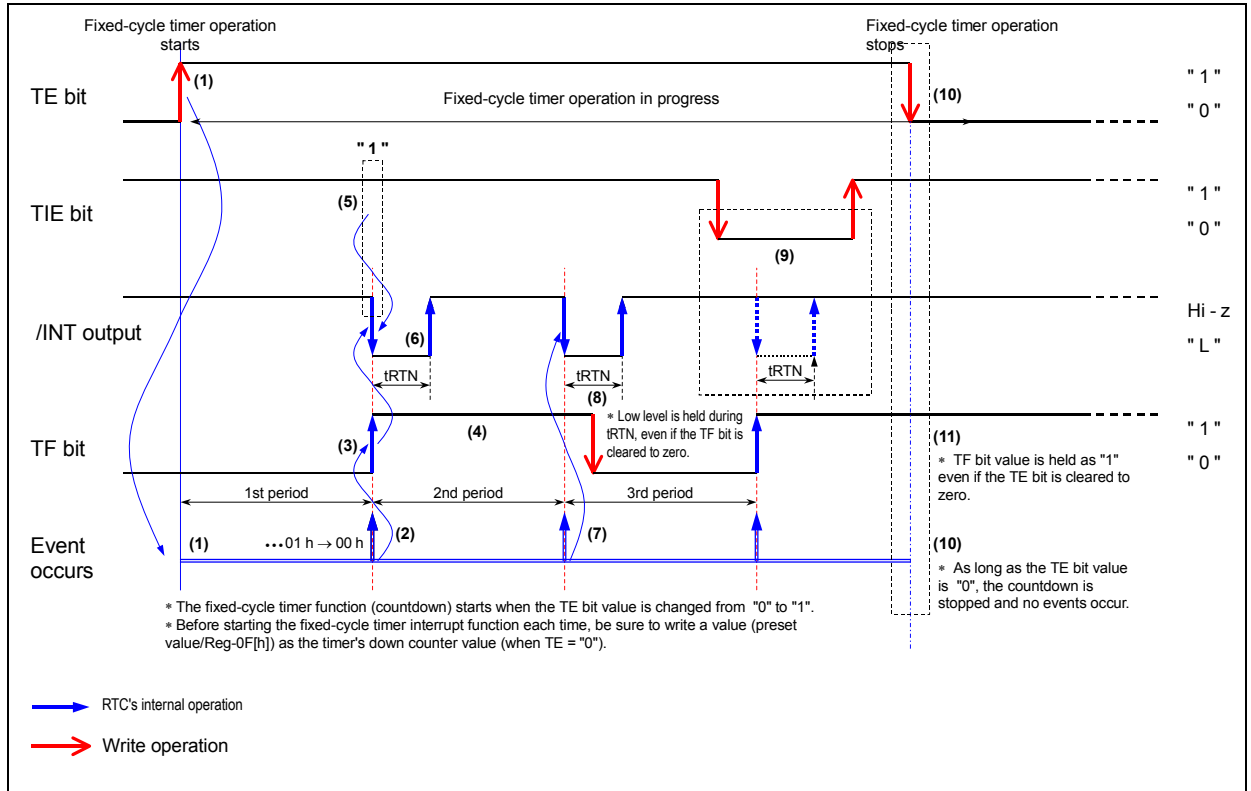 Fixed-cycle timer operation
starts
Fixed-cycle timer operation
stops
TE bit
(1)
Fixed-cycle timer operation in progress
(10)
" 1 "
" 0 "
" 1 "
TIE bit
(5)
(9)
" 1 "
" 0 "
/INT output
(6)
tRTN
tRTN
tRTN
Hi - z
" L "
(8)
* Low level is held during
tRTN, even if the TF bit is
cleared to zero.
TF bit
(3)
(4)
" 1 "
" 0 "
(11)
* TF bit value is held as "1"
even if the TE bit is cleared to
zero.
1st period
2nd period
3rd period
Event
occurs
(1)
•••01 h → 00 h
(2)
(7)
(10)
* As long as the TE bit value
is "0", the countdown is
stopped and no events occur.
* The fixed-cycle timer function (countdown) starts when the TE bit value is changed from "0" to "1".
* Before starting the fixed-cycle timer interrupt function each time, be sure to write a value (preset
value/Reg-0F[h]) as the timer's down counter value (when TE = "0").
RTC's internal operation
Write operation